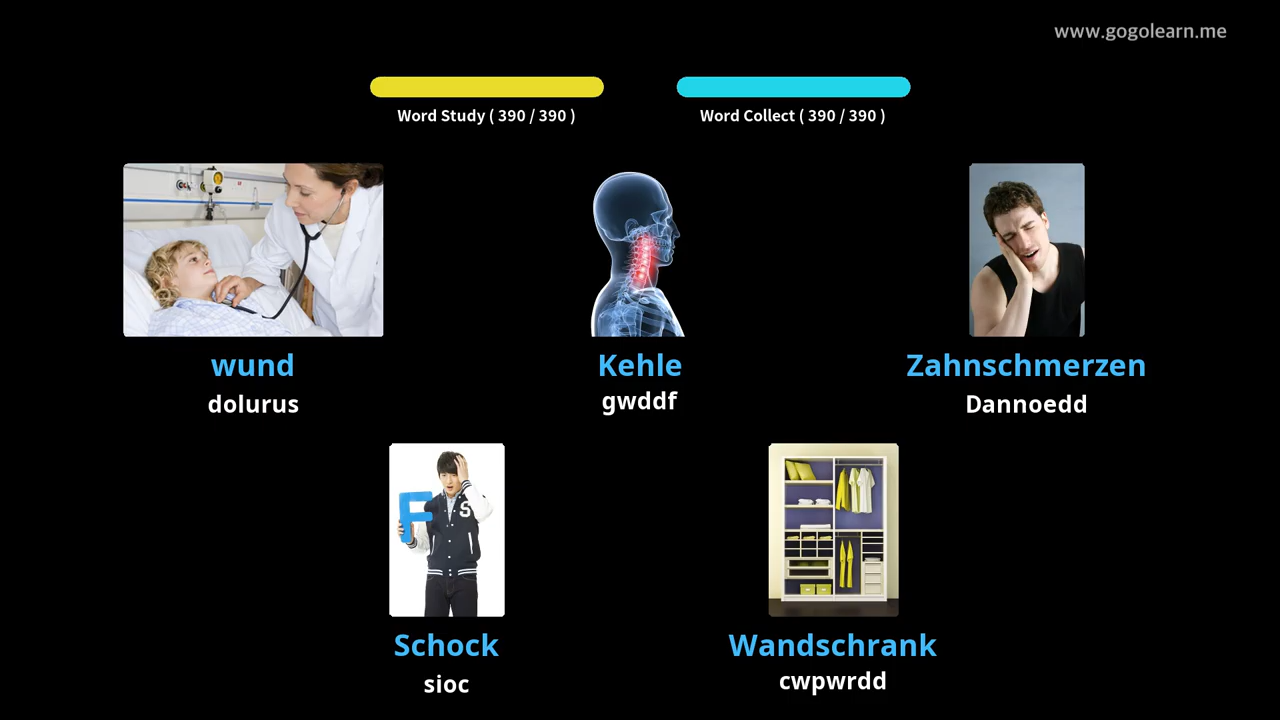 www.gogolearn.me
Word Study ( 390 / 390 )
Word Collect ( 390 / 390 )
wund
dolurus
Kehle
gwddf
Zahnschmerzen
Dannoedd
F
S
Schock
sioc
Wandschrank
cwpwrdd